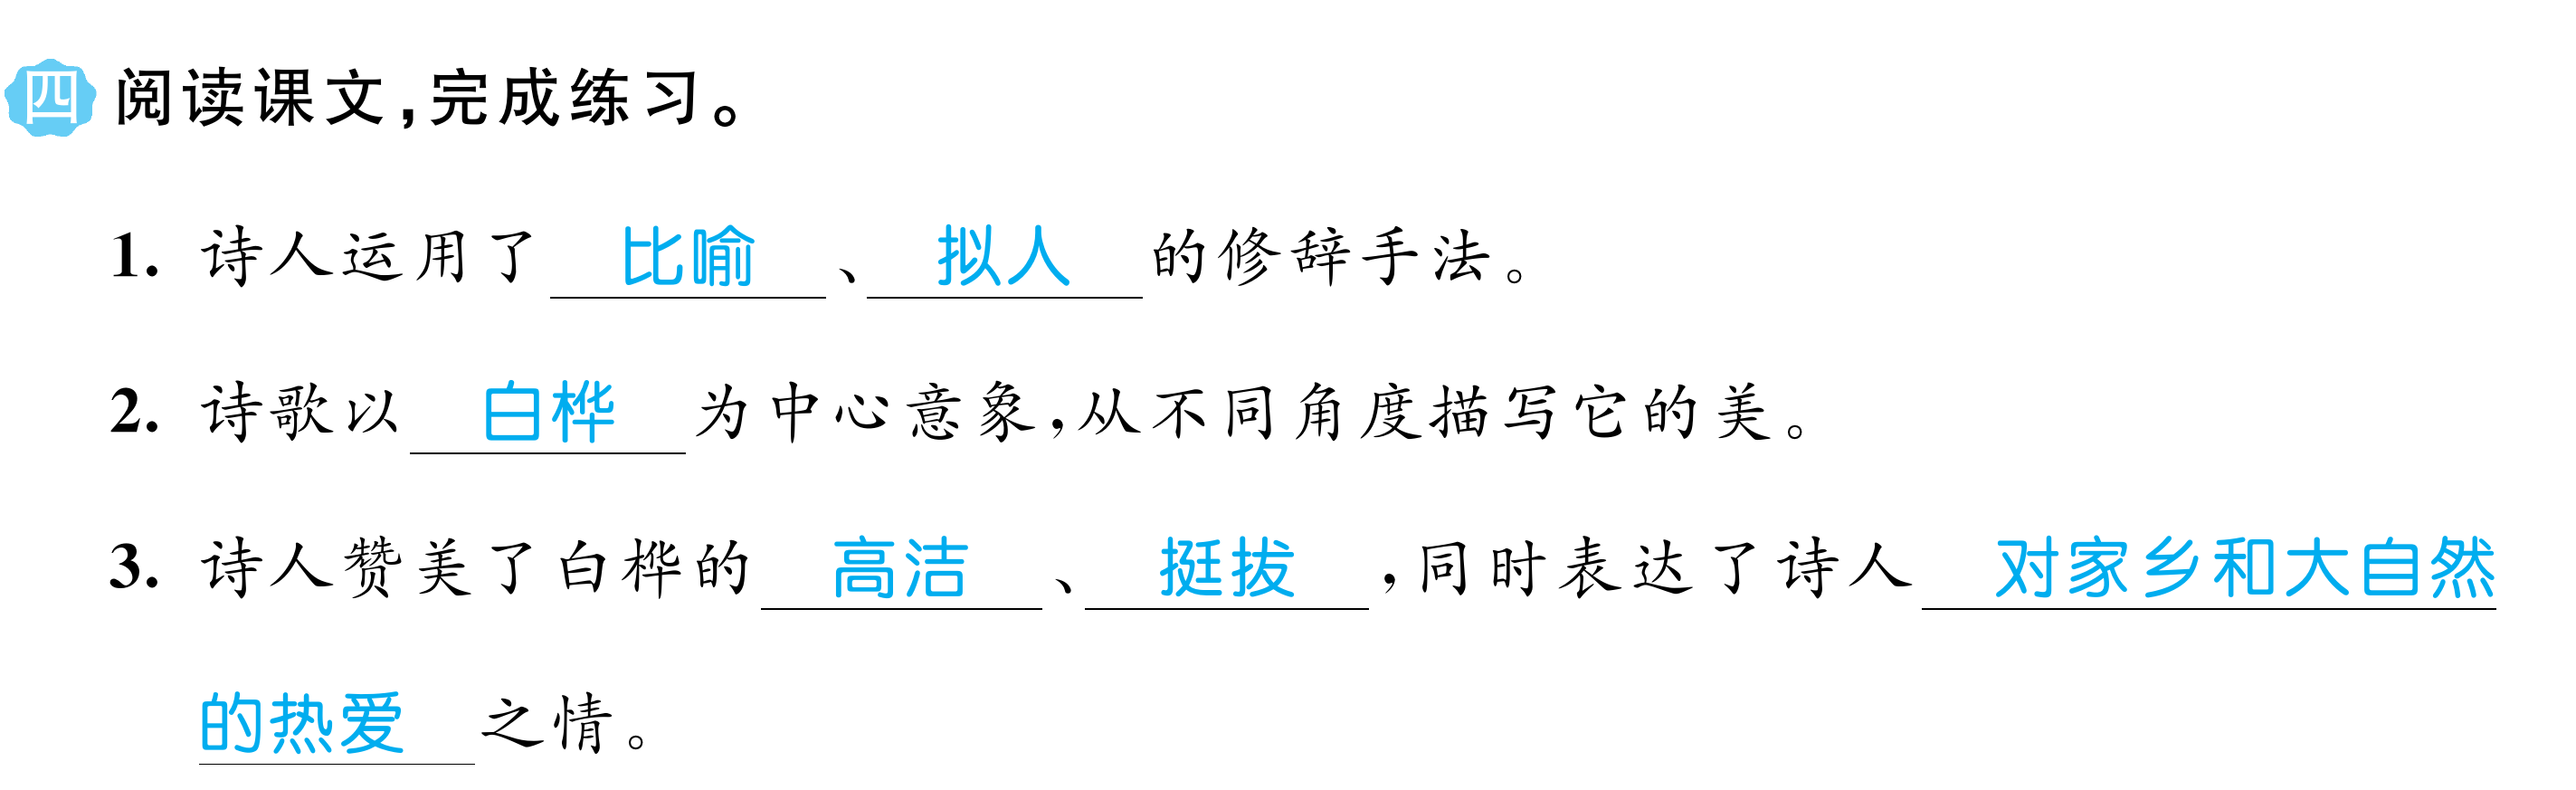 四 阅读课文,完成练习。
1. 诗人运用了 比喻 、 拟人 的修辞手法。
2. 诗歌以 白桦 为中心意象,从不同角度描写它的美。
3. 诗人赞美了白桦的 高洁 、 挺拔 ,同时表达了诗人 对家乡和大自然
的热爱 之情。